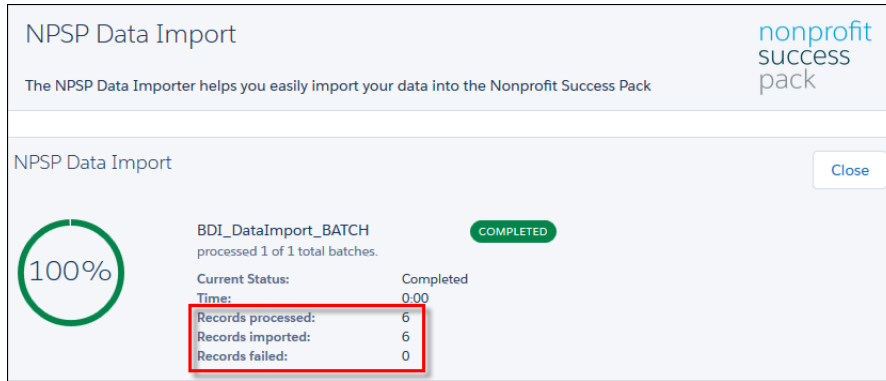 NPSP Data Import
nonprofit
success
pack
The NPSP Data Importer helps you easily import your data into the Nonprofit Success Pack
NPSP Data Import
Close
100%
BDI_DataImport_BATCH
COMPLETED
processed 1 of 1 total batches.
Current Status: Completed
Time: 0:00
Records processed: 6
Records imported: 6
Records failed: 0